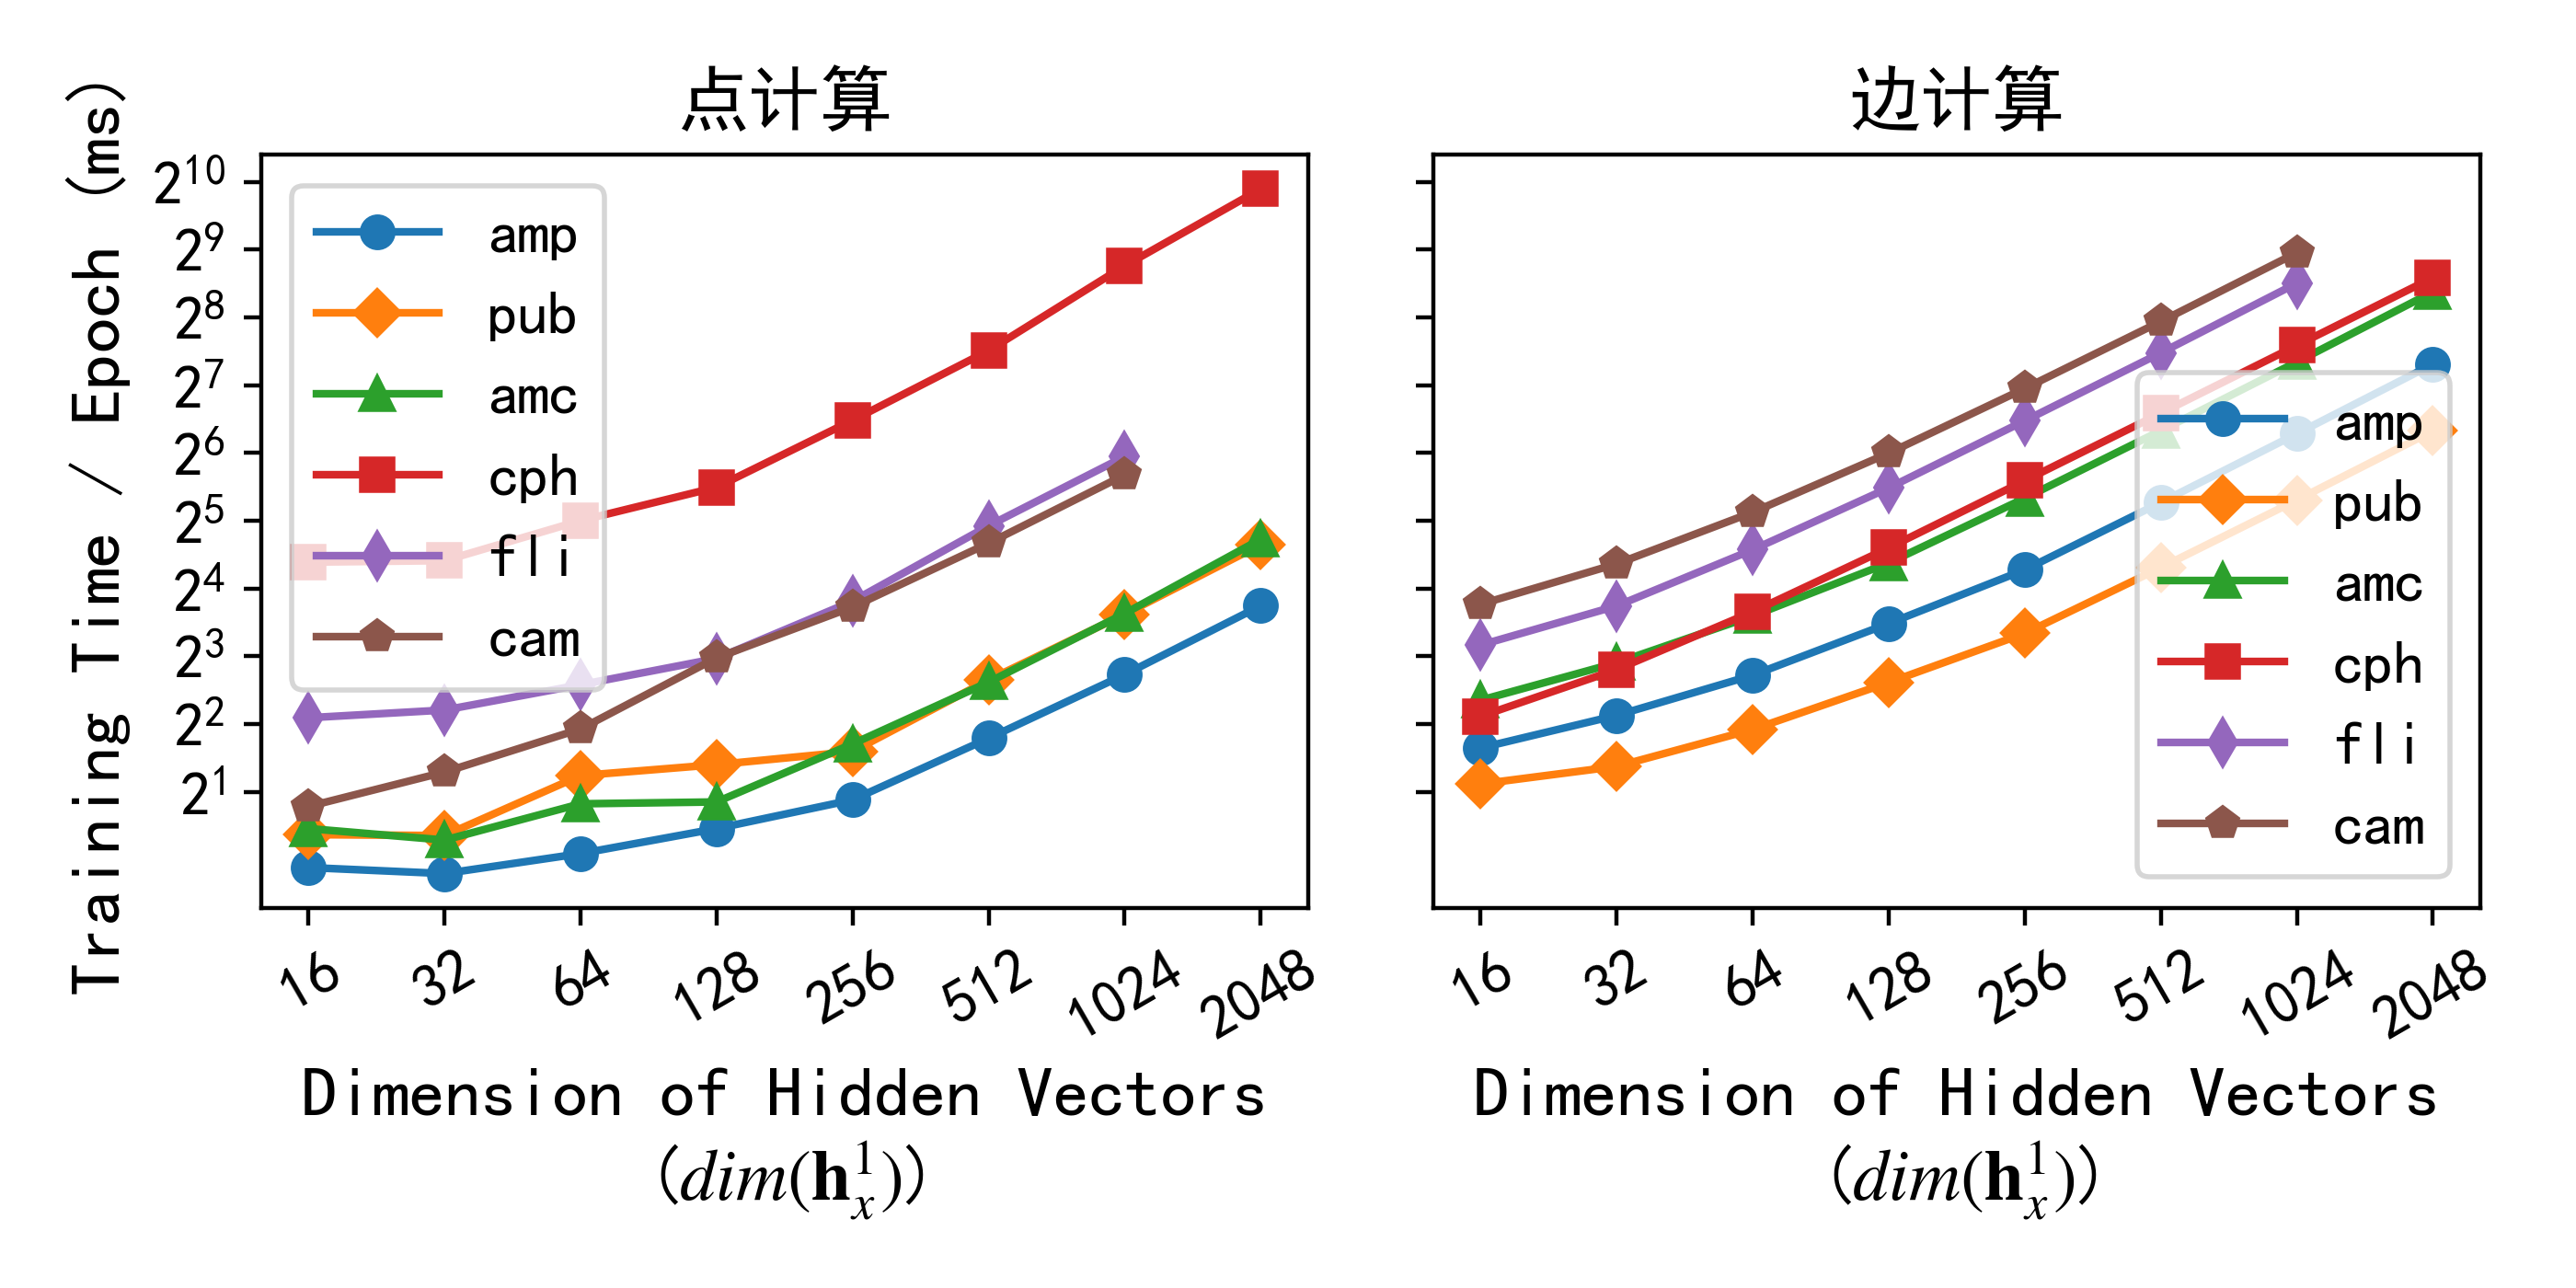 点计算
Training Time / Epoch (ms)
2^10
2^9
2^8
2^7
2^6
2^5
2^4
2^3
2^2
2^1
amp
pub
amc
cph
fli
cam
16 32 64 128 256 512 1024 2048
Dimension of Hidden Vectors
(dim(h_x^1))
边计算
amp
pub
amc
cph
fli
cam
16 32 64 128 256 512 1024 2048
Dimension of Hidden Vectors
(dim(h_x^1))